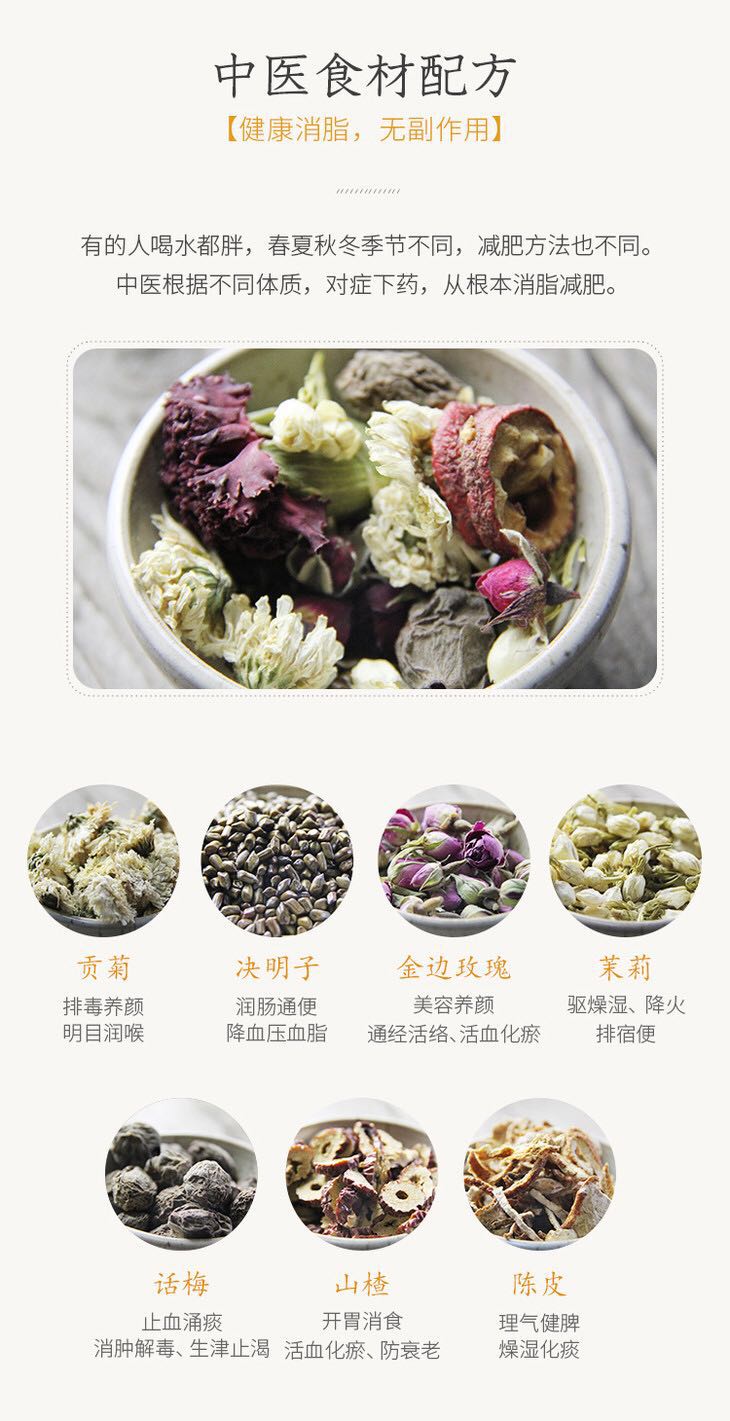 中医食材配方
【健康消脂，无副作用】
有的人喝水都胖，春夏秋冬季节不同，减肥方法也不同。
中医根据不同体质，对症下药，从根本消脂减肥。
贡菊
排毒养颜
明目润喉
决明子
润肠通便
降血压血脂
金边玫瑰
美容养颜
通经活络、活血化瘀
茉莉
驱燥湿、降火
排宿便
话梅
止血涌痰
消肿解毒、生津止渴
山楂
开胃消食
活血化瘀、防衰老
陈皮
理气健脾
燥湿化痰